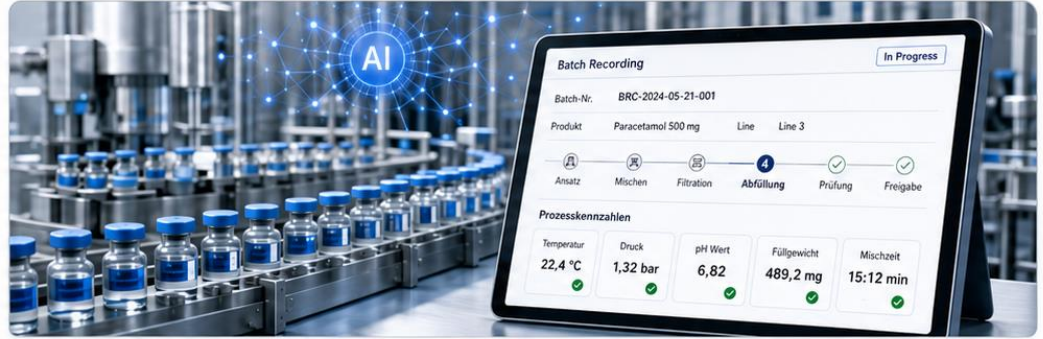 AI
Batch Recording
In Progress
Batch-Nr. BRC-2024-05-21-001
Produkt Paracetamol 500 mg Line Line 3
4
Ansatz Mischen Filtration Abfüllung Prüfung Freigabe
Prozesskennzahlen
Temperatur Druck pH Wert Füllgewicht Mischzeit
22,4 °C 1,32 bar 6,82 489,2 mg 15:12 min